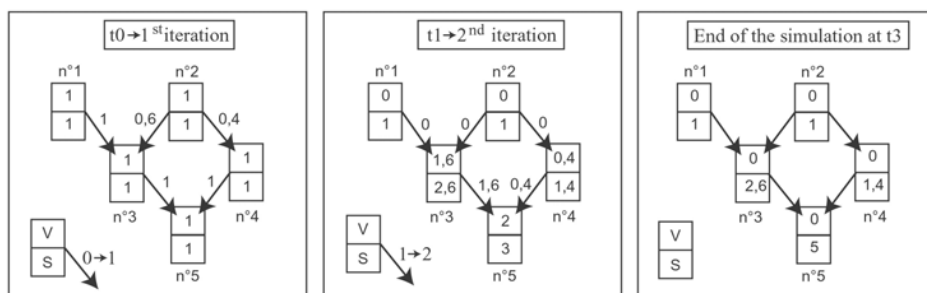 t0→1st iteration
n°1
n°2
1
1
1
1
1
0,6
0,4
1
1
1
1
1
1
n°3
n°4
1
1
n°5
V
S
0→1
t1→2nd iteration
n°1
n°2
0
0
1
1
0
0
0
1,6
0,4
2,6
1,4
1,6
0,4
n°3
n°4
2
3
n°5
V
S
1→2
End of the simulation at t3
n°1
n°2
0
0
1
1
0
0
2,6
1,4
n°3
n°4
0
5
n°5
V
S